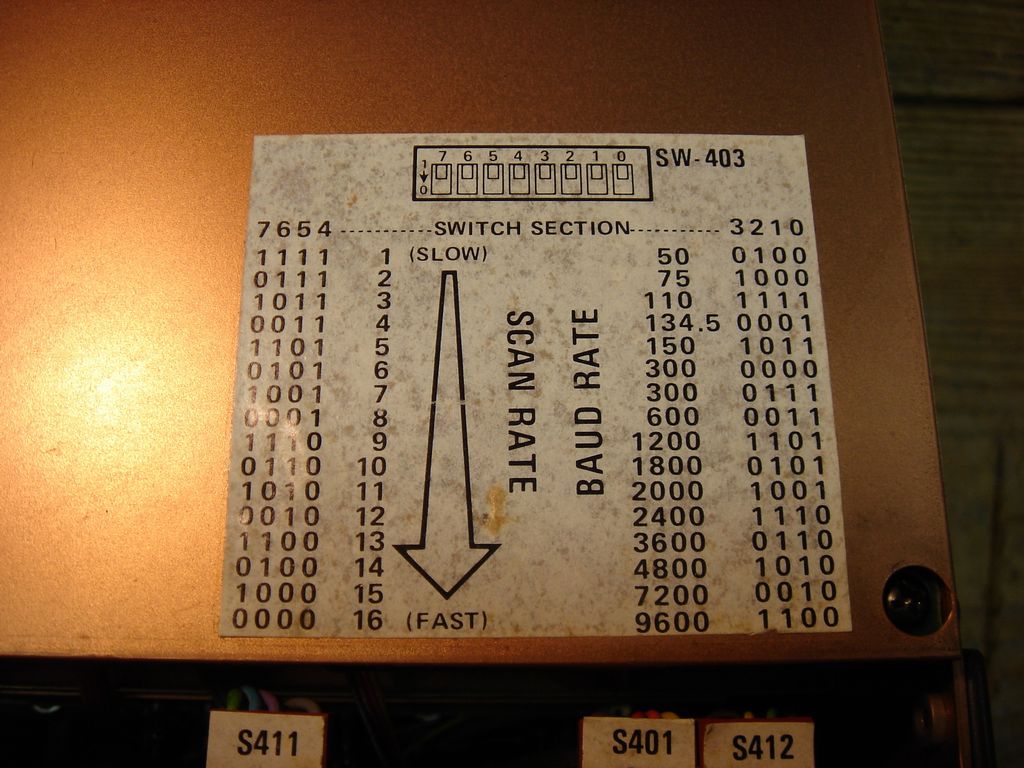 7 6 5 4 3 2 1 0 SW-403
1
0
7654 ----------SWITCH SECTION---------- 3210
1111 1 (SLOW) 50 0100
0111 2 75 1000
1011 3 110 1111
0011 4 134.5 0001
1101 5 150 1011
0101 6 300 0000
1001 7 300 0111
0001 8 600 0011
1110 9 1200 1101
0110 10 1800 0101
1010 11 2000 1001
0010 12 2400 1110
1100 13 3600 0110
0100 14 4800 1010
1000 15 7200 0010
0000 16 (FAST) 9600 1100
SCAN RATE
BAUD RATE
S411
S401
S412